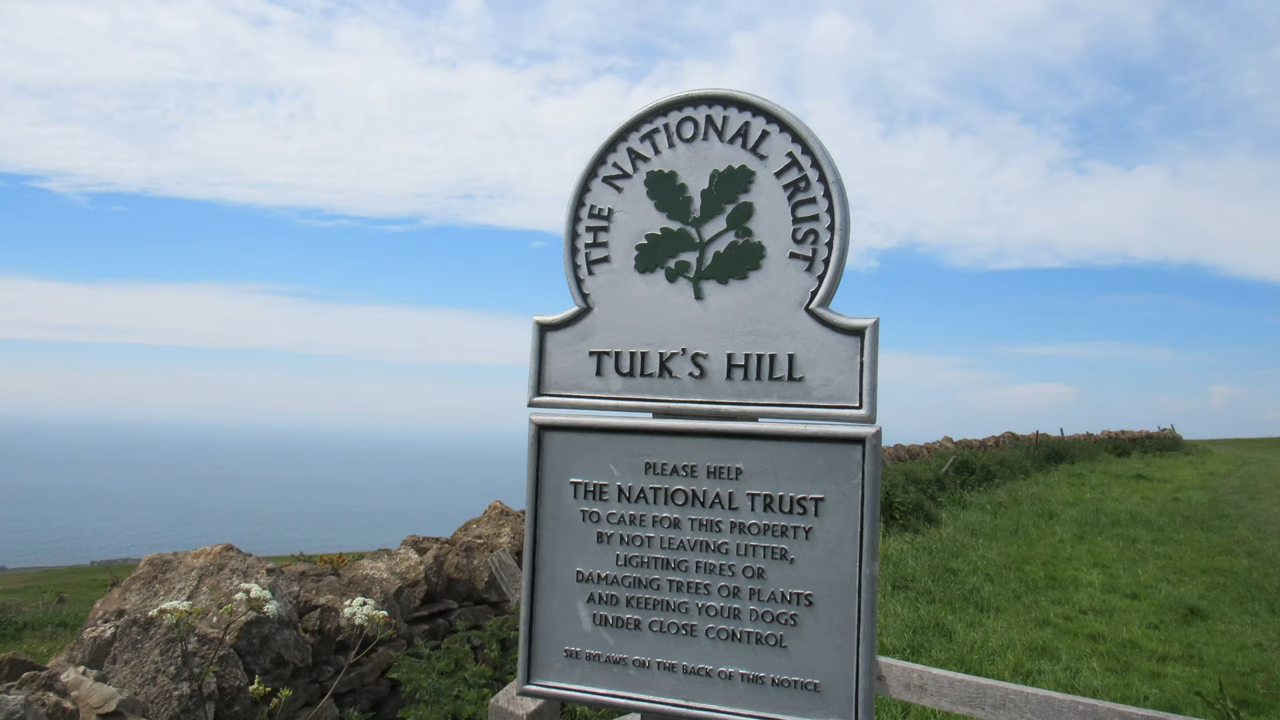 THE NATIONAL TRUST
TULK'S HILL
PLEASE HELP
THE NATIONAL TRUST
TO CARE FOR THIS PROPERTY
BY NOT LEAVING LITTER,
LIGHTING FIRES OR
DAMAGING TREES OR PLANTS
AND KEEPING YOUR DOGS
UNDER CLOSE CONTROL
SEE BYLAWS ON THE BACK OF THIS NOTICE